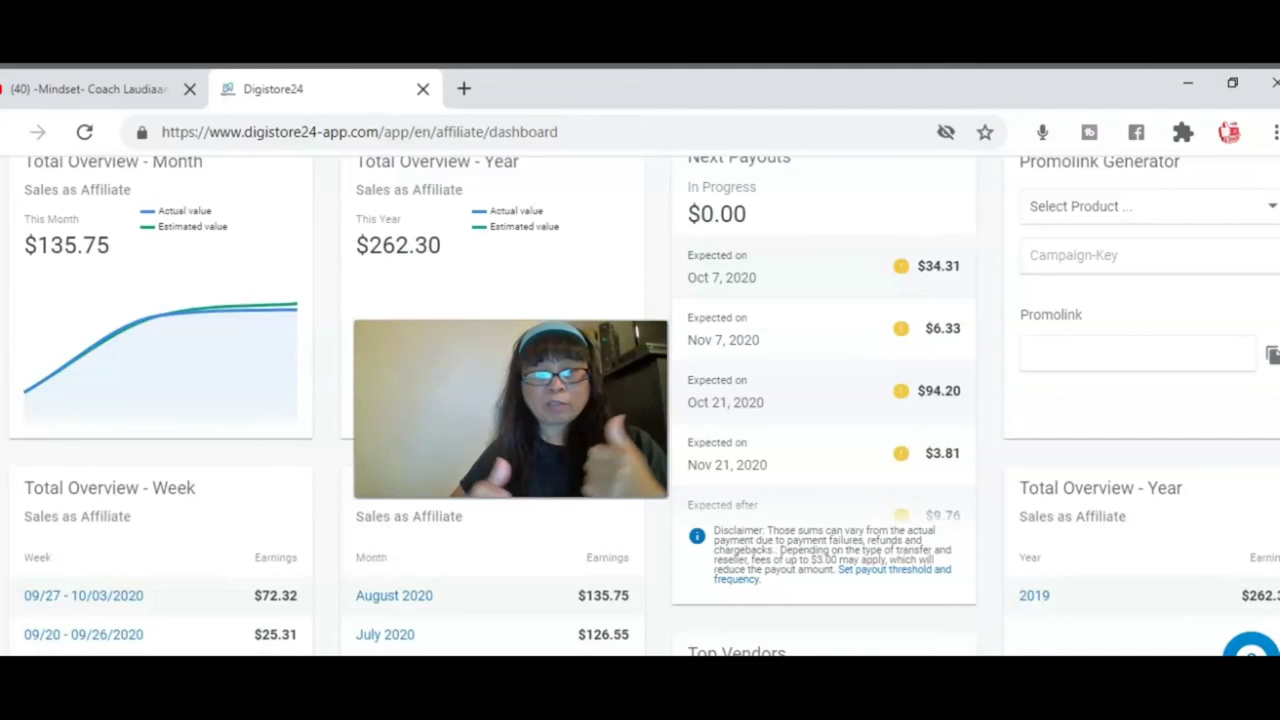 (40) -Mindset- Coach Laudiaan
Digistore24
https://www.digistore24-app.com/app/en/affiliate/dashboard
Total Overview - Month
Sales as Affiliate
This Month
$135.75
Actual value
Estimated value
Total Overview - Year
Sales as Affiliate
This Year
$262.30
Actual value
Estimated value
Next Payouts
In Progress
$0.00
Expected on
Oct 7, 2020
$34.31
Expected on
Nov 7, 2020
$6.33
Expected on
Oct 21, 2020
$94.20
Expected on
Nov 21, 2020
$3.81
Expected after
$9.76
Disclaimer: Those sums can vary from the actual
payment due to payment failures, refunds and
chargebacks.. Depending on the type of transfer and
reseller, fees of up to $3.00 may apply, which will
reduce the payout amount. Set payout threshold and
frequency.
Promolink Generator
Select Product ...
Campaign-Key
Promolink
Total Overview - Week
Sales as Affiliate
Week Earnings
09/27 - 10/03/2020 $72.32
09/20 - 09/26/2020 $25.31
Sales as Affiliate
Month Earnings
August 2020 $135.75
July 2020 $126.55
Top Vendors
Total Overview - Year
Sales as Affiliate
Year Earnin
2019 $262.3